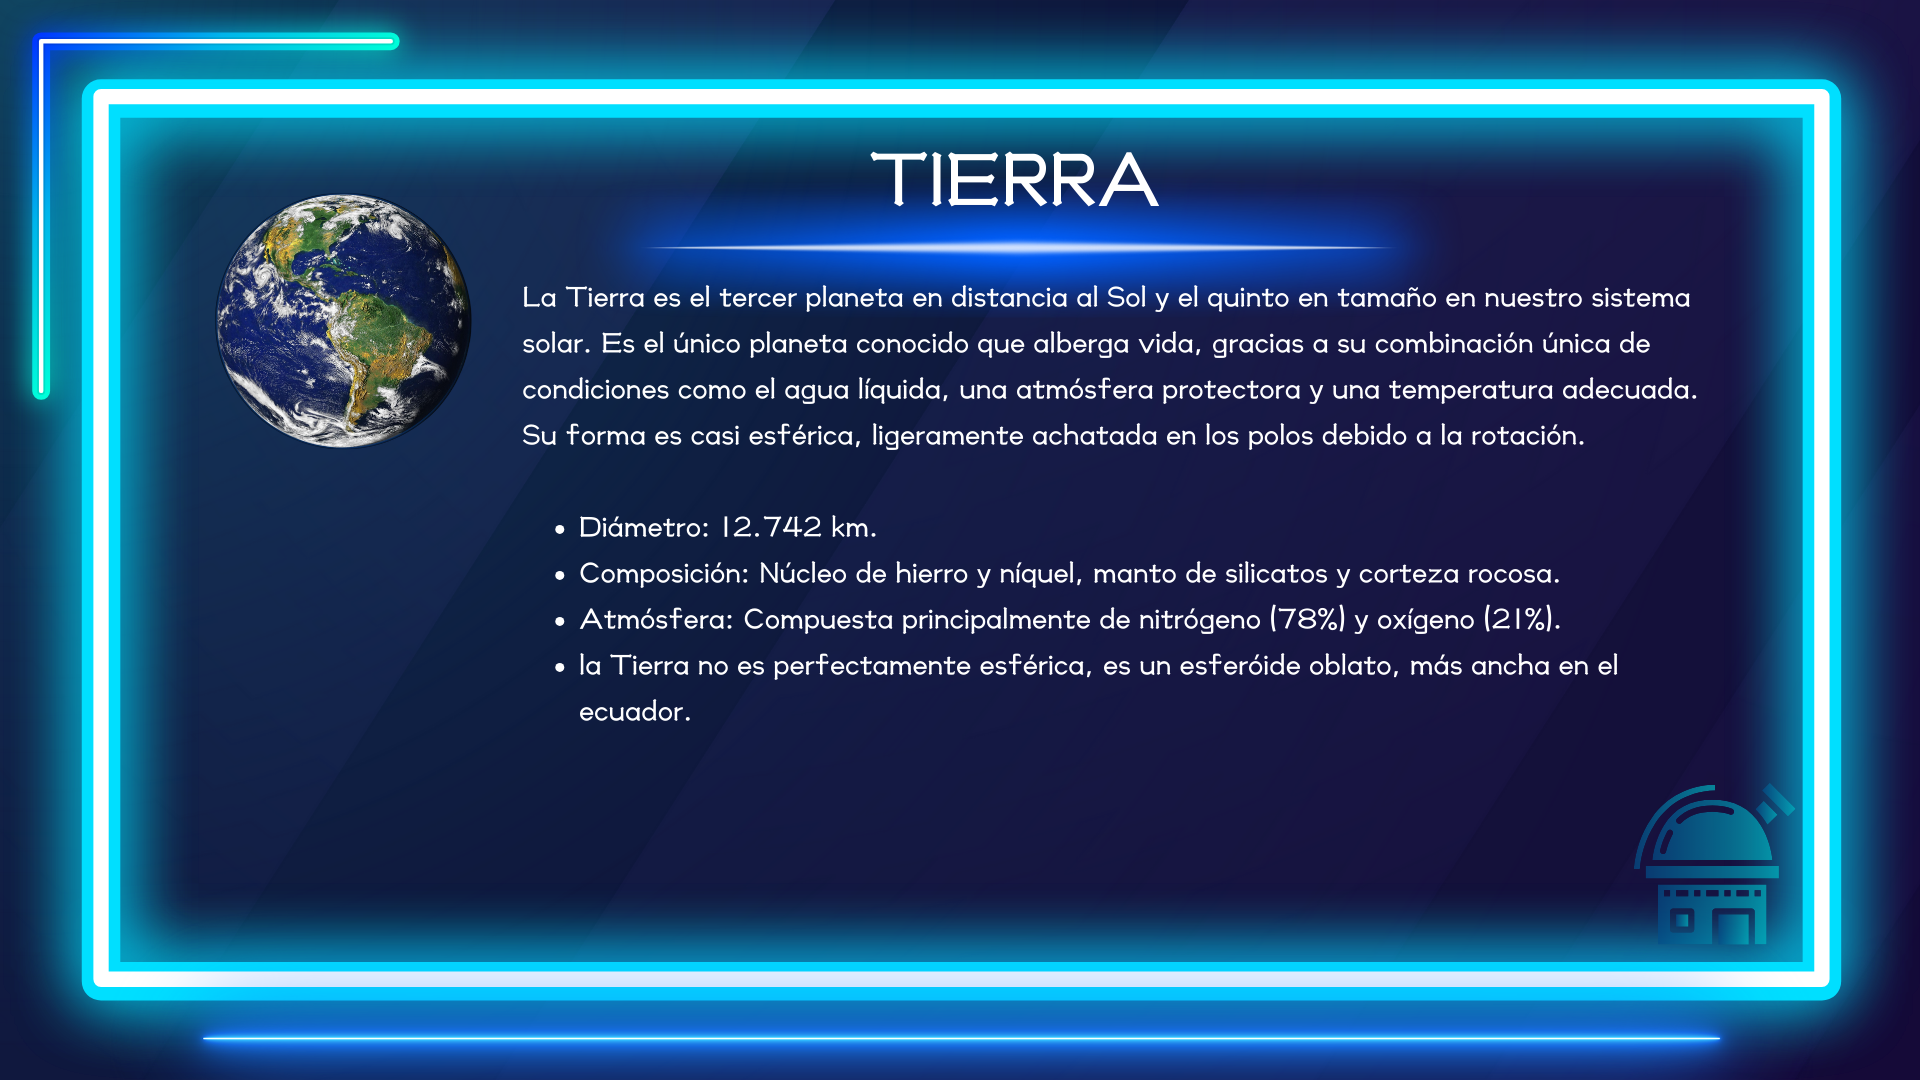 TIERRA
La Tierra es el tercer planeta en distancia al Sol y el quinto en tamaño en nuestro sistema
solar. Es el único planeta conocido que alberga vida, gracias a su combinación única de
condiciones como el agua líquida, una atmósfera protectora y una temperatura adecuada.
Su forma es casi esférica, ligeramente achatada en los polos debido a la rotación.
• Diámetro: 12.742 km.
• Composición: Núcleo de hierro y níquel, manto de silicatos y corteza rocosa.
• Atmósfera: Compuesta principalmente de nitrógeno (78%) y oxígeno (21%).
• la Tierra no es perfectamente esférica, es un esferóide oblato, más ancha en el
ecuador.